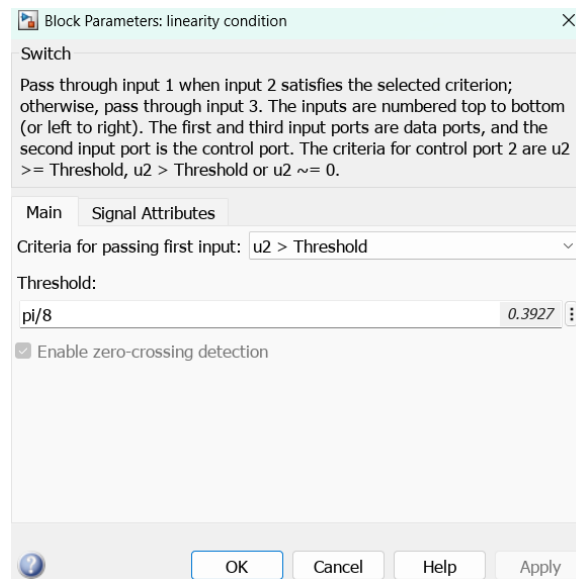 Block Parameters: linearity condition
Switch
Pass through input 1 when input 2 satisfies the selected criterion;
otherwise, pass through input 3. The inputs are numbered top to bottom
(or left to right). The first and third input ports are data ports, and the
second input port is the control port. The criteria for control port 2 are u2
>= Threshold, u2 > Threshold or u2 ~= 0.
Main Signal Attributes
Criteria for passing first input: u2 > Threshold
Threshold:
pi/8 0.3927
Enable zero-crossing detection
OK Cancel Help Apply